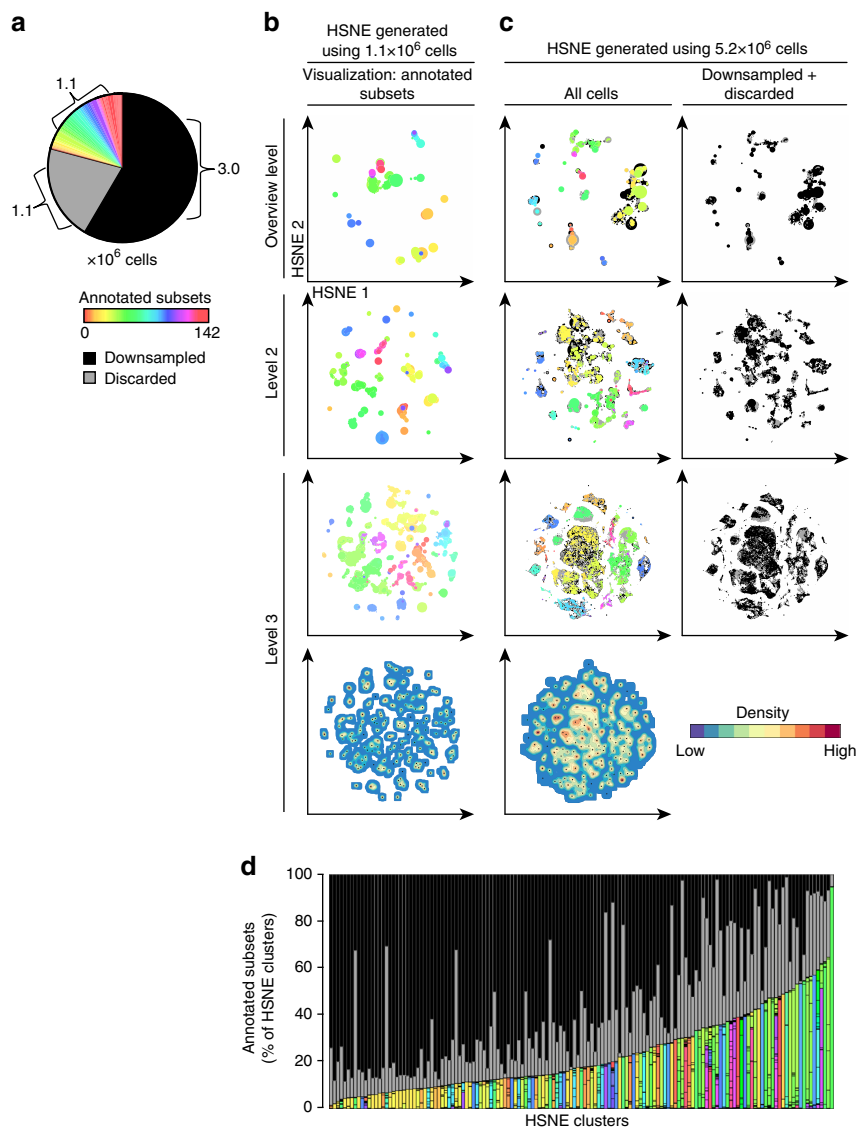 a
1.1
3.0
1.1
×10⁶ cells
Annotated subsets
0
142
Downsampled
Discarded
b
HSNE generated
using 1.1×10⁶ cells
Visualization: annotated
subsets
c
HSNE generated using 5.2×10⁶ cells
All cells
Downsampled +
discarded
Overview level
HSNE 2
HSNE 1
Level 2
Level 3
Density
Low
High
d
Annotated subsets
(% of HSNE clusters)
100
80
60
40
20
0
HSNE clusters